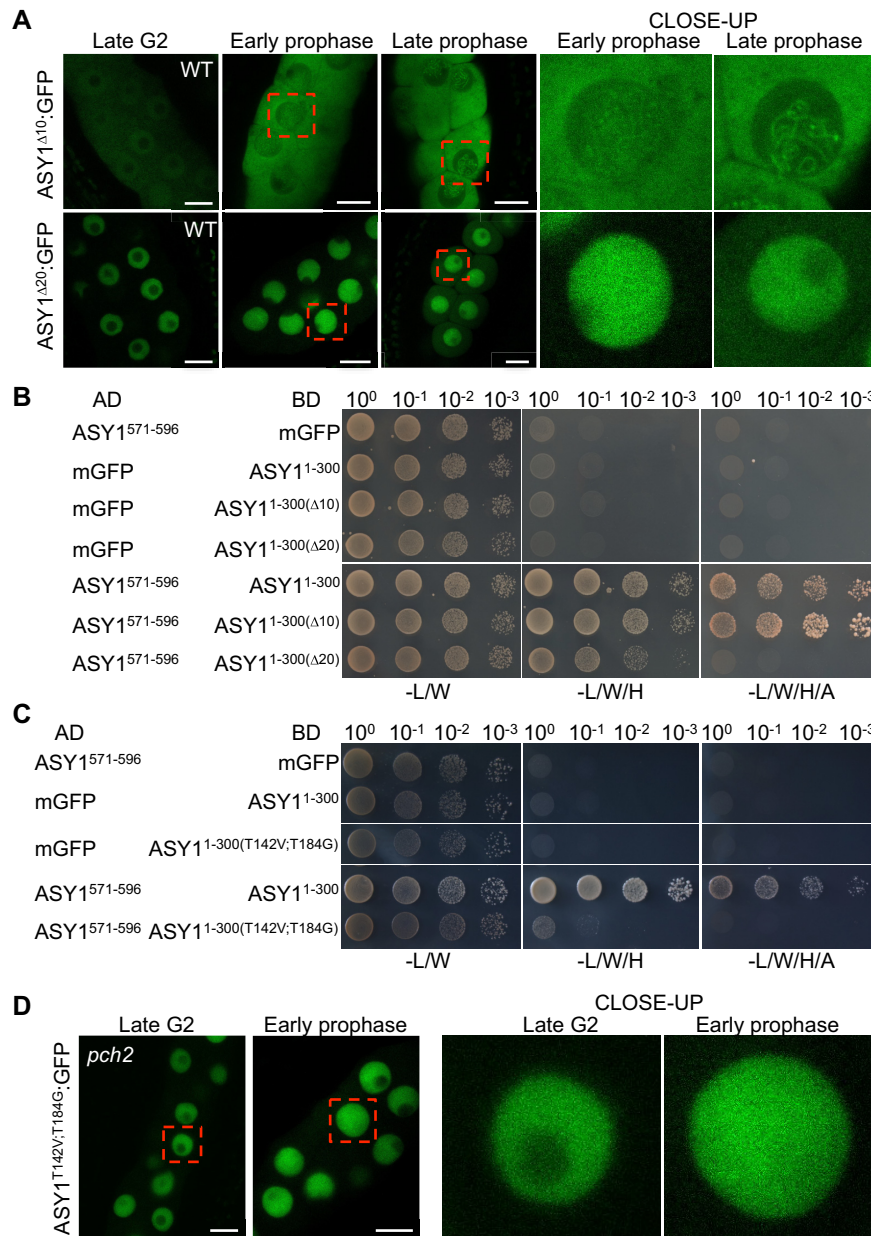 A
CLOSE-UP
Late G2 Early prophase Late prophase Early prophase Late prophase
ASY1Δ10:GFP
WT
ASY1Δ20:GFP
WT
B
AD BD 10⁰ 10⁻¹ 10⁻² 10⁻³ 10⁰ 10⁻¹ 10⁻² 10⁻³ 10⁰ 10⁻¹ 10⁻² 10⁻³
ASY1⁵⁷¹⁻⁵⁹⁶ mGFP
mGFP ASY1¹⁻³⁰⁰
mGFP ASY1¹⁻³⁰⁰⁽Δ¹⁰⁾
mGFP ASY1¹⁻³⁰⁰⁽Δ²⁰⁾
ASY1⁵⁷¹⁻⁵⁹⁶ ASY1¹⁻³⁰⁰
ASY1⁵⁷¹⁻⁵⁹⁶ ASY1¹⁻³⁰⁰⁽Δ¹⁰⁾
ASY1⁵⁷¹⁻⁵⁹⁶ ASY1¹⁻³⁰⁰⁽Δ²⁰⁾
-L/W -L/W/H -L/W/H/A
C
AD BD 10⁰ 10⁻¹ 10⁻² 10⁻³ 10⁰ 10⁻¹ 10⁻² 10⁻³ 10⁰ 10⁻¹ 10⁻² 10⁻³
ASY1⁵⁷¹⁻⁵⁹⁶ mGFP
mGFP ASY1¹⁻³⁰⁰
mGFP ASY1¹⁻³⁰⁰(T142V;T184G)
ASY1⁵⁷¹⁻⁵⁹⁶ ASY1¹⁻³⁰⁰
ASY1⁵⁷¹⁻⁵⁹⁶ ASY1¹⁻³⁰⁰(T142V;T184G)
-L/W -L/W/H -L/W/H/A
D
CLOSE-UP
Late G2 Early prophase Late G2 Early prophase
ASY1T142V;T184G:GFP
pch2